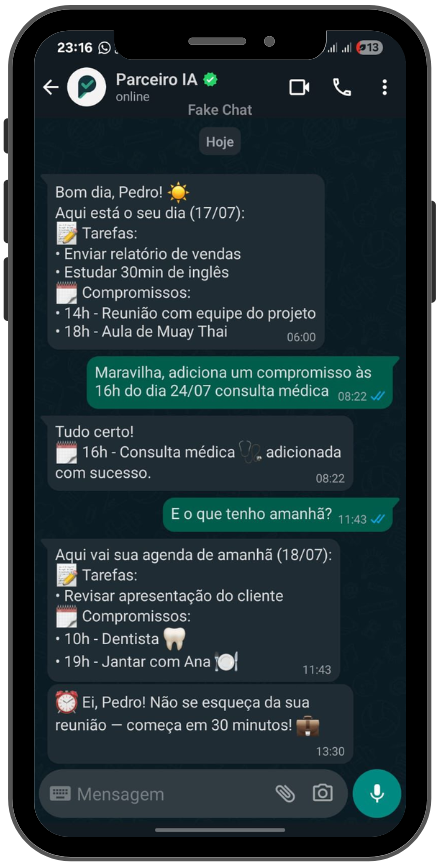 23:16
13
Parceiro IA
online
Fake Chat
Hoje
Bom dia, Pedro! ☀️
Aqui está o seu dia (17/07):
📝 Tarefas:
• Enviar relatório de vendas
• Estudar 30min de inglês
🗓️ Compromissos:
• 14h - Reunião com equipe do projeto
• 18h - Aula de Muay Thai
06:00
Maravilha, adiciona um compromisso às
16h do dia 24/07 consulta médica
08:22
Tudo certo!
🗓️ 16h - Consulta médica 🩺 adicionada
com sucesso.
08:22
E o que tenho amanhã?
11:43
Aqui vai sua agenda de amanhã (18/07):
📝 Tarefas:
• Revisar apresentação do cliente
🗓️ Compromissos:
• 10h - Dentista 🦷
• 19h - Jantar com Ana 🍽️
11:43
⏰ Ei, Pedro! Não se esqueça da sua
reunião — começa em 30 minutos! 💼
13:30
Mensagem